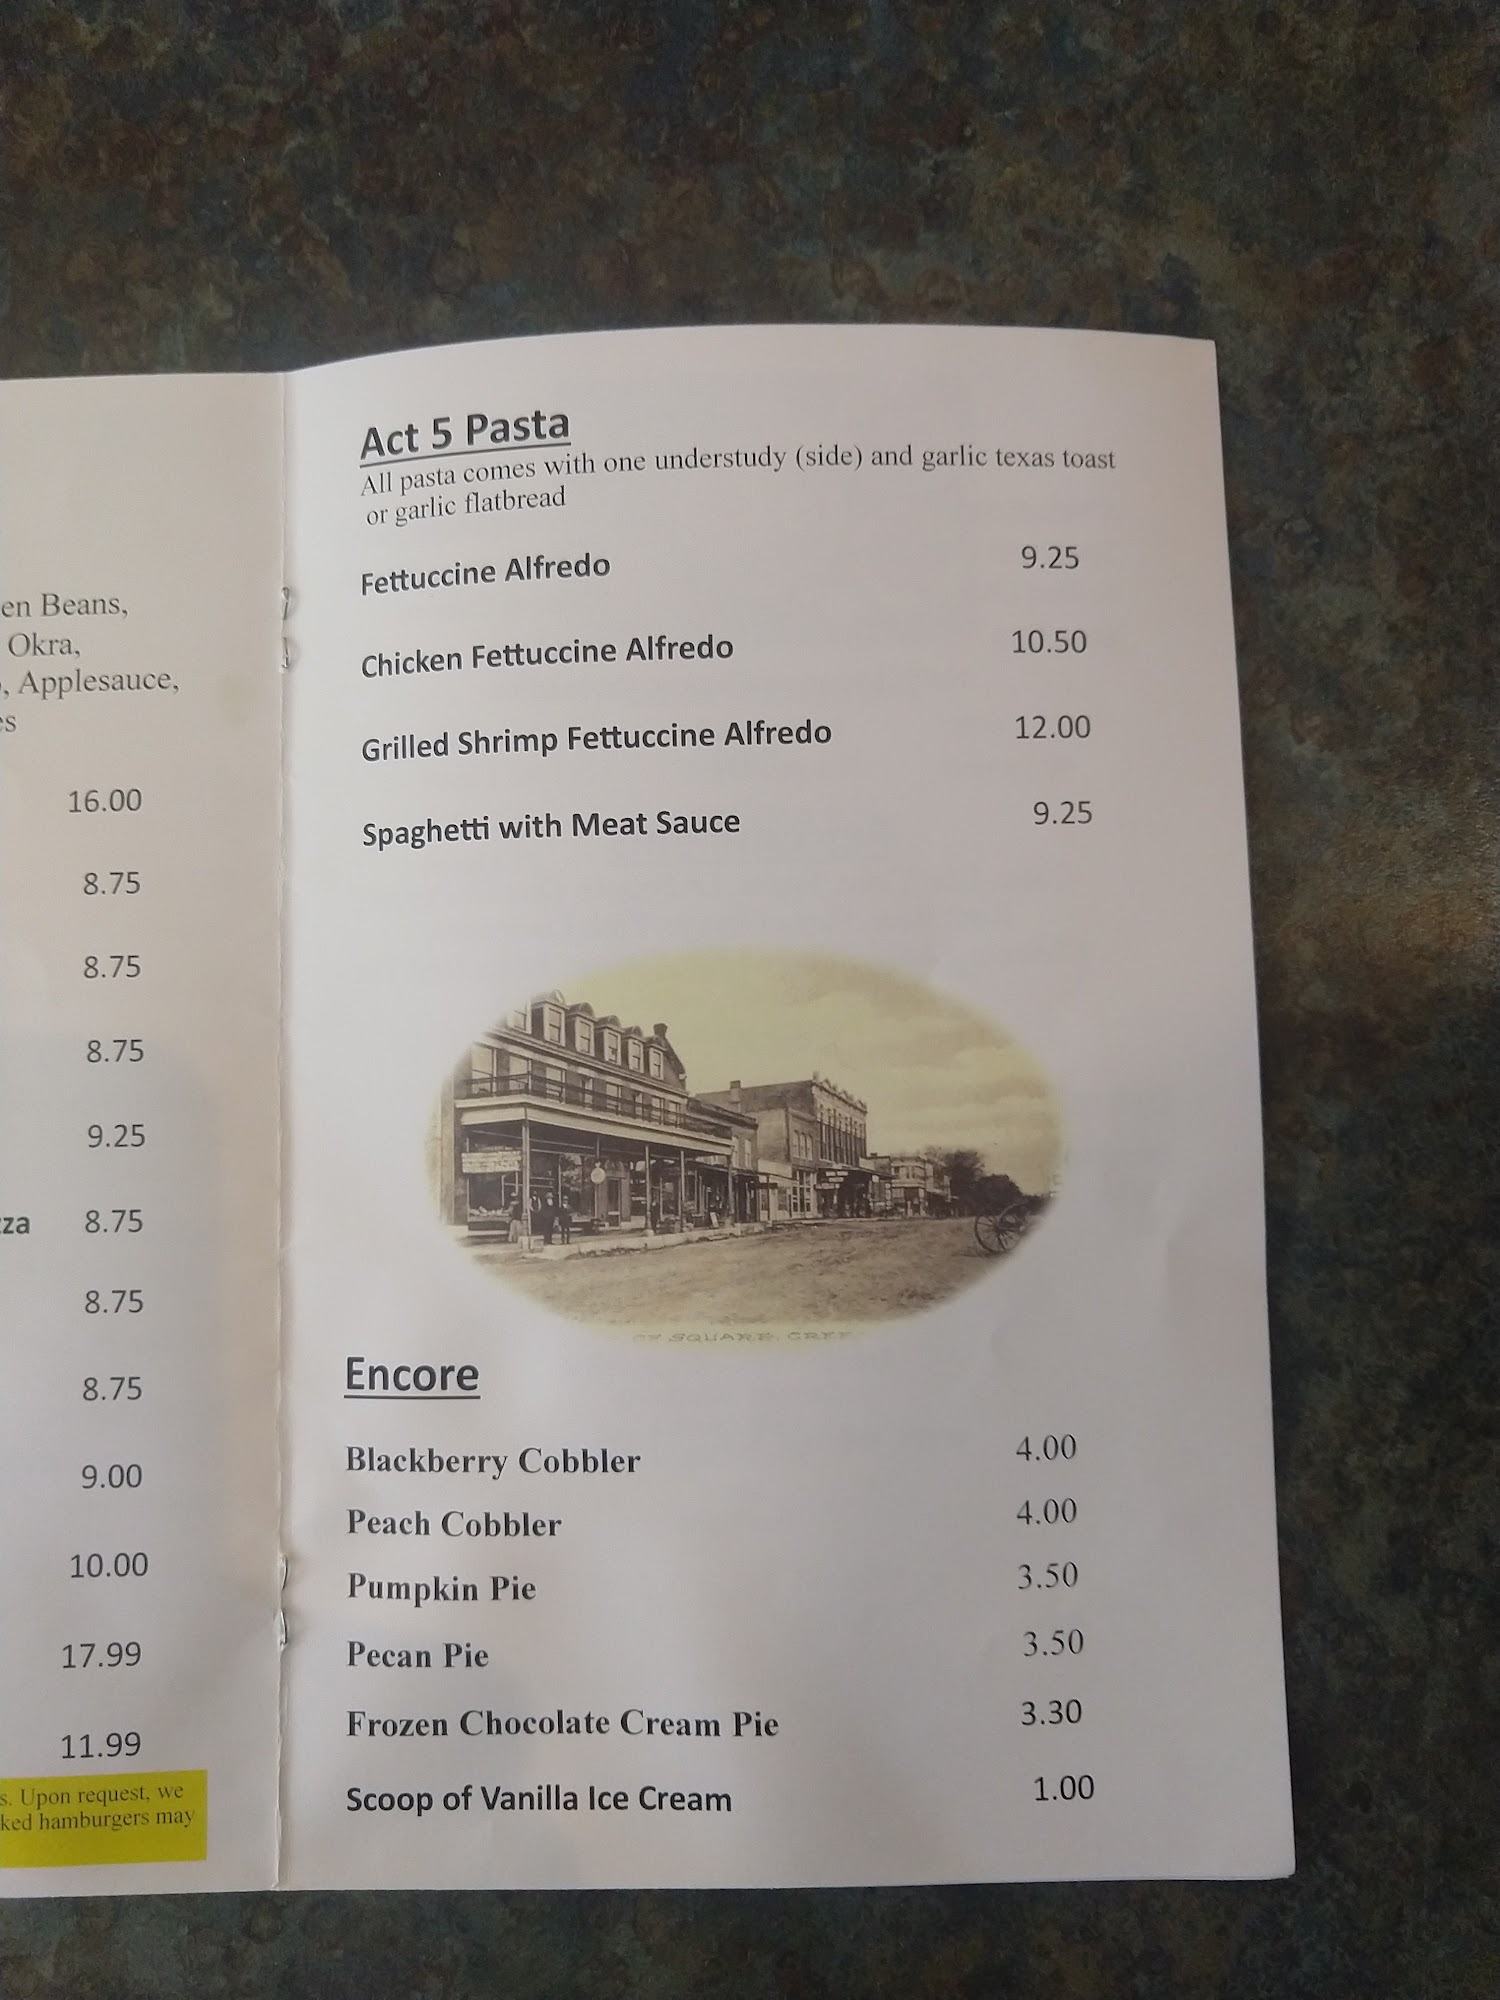 en Beans,
Okra,
, Applesauce,
es
16.00
8.75
8.75
8.75
9.25
zza 8.75
8.75
8.75
9.00
10.00
17.99
11.99
s. Upon request, we
ked hamburgers may
Act 5 Pasta
All pasta comes with one understudy (side) and garlic texas toast
or garlic flatbread
Fettuccine Alfredo 9.25
Chicken Fettuccine Alfredo 10.50
Grilled Shrimp Fettuccine Alfredo 12.00
Spaghetti with Meat Sauce 9.25
SQUARE, GREE
Encore
Blackberry Cobbler 4.00
Peach Cobbler 4.00
Pumpkin Pie 3.50
Pecan Pie 3.50
Frozen Chocolate Cream Pie 3.30
Scoop of Vanilla Ice Cream 1.00